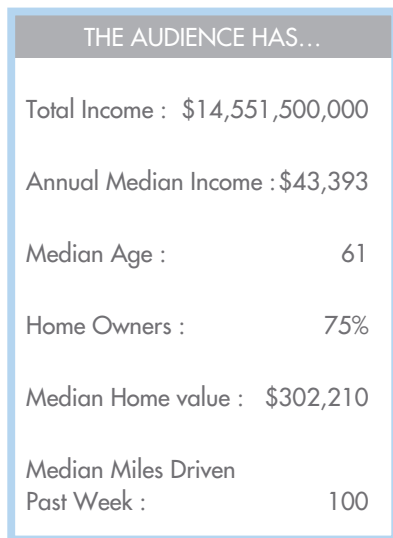 THE AUDIENCE HAS...
Total Income : $14,551,500,000
Annual Median Income : $43,393
Median Age : 61
Home Owners : 75%
Median Home value : $302,210
Median Miles Driven
Past Week : 100